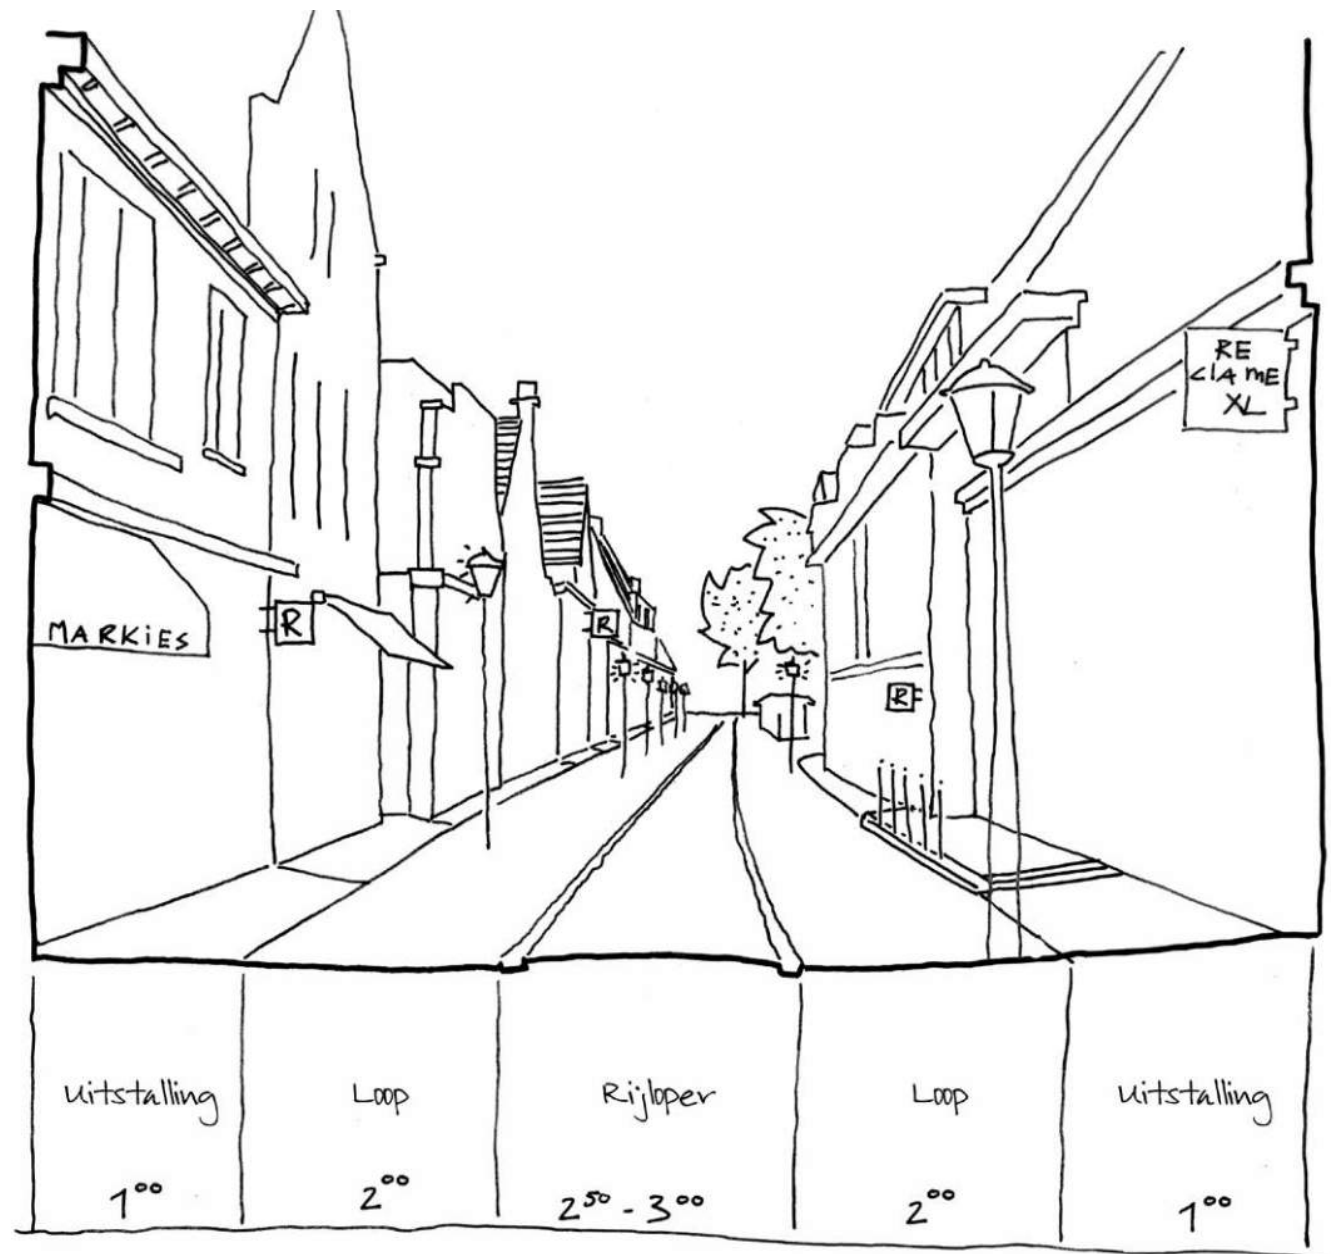 RE
CLAME
XL
MARKIES
R
R
R
Uitstalling
Loop
Rijloper
Loop
Uitstalling
1⁰⁰
2⁰⁰
2⁵⁰ - 3⁰⁰
2⁰⁰
1⁰⁰